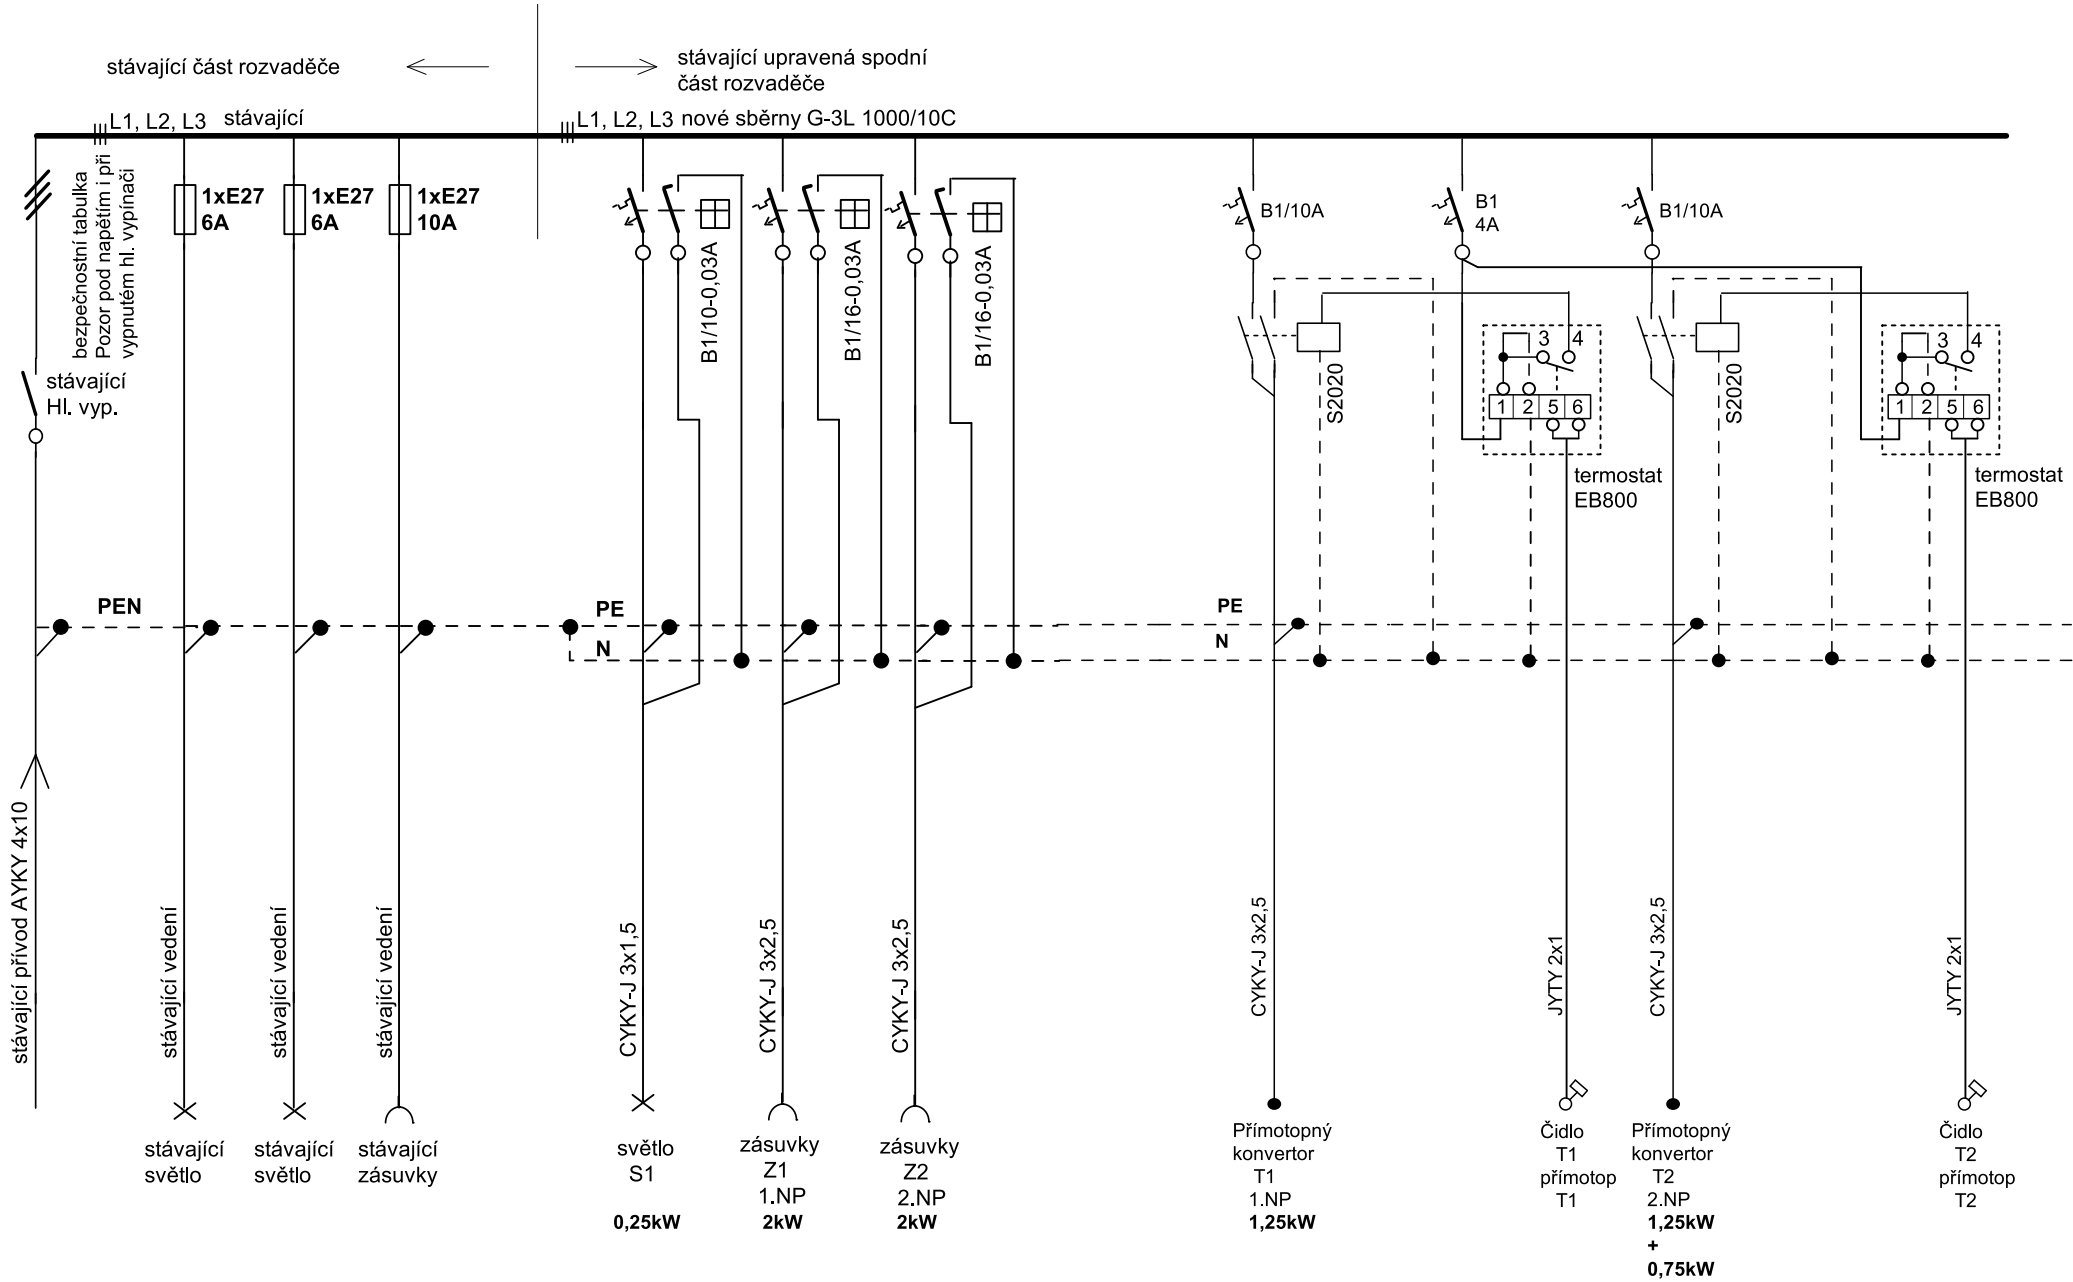 stávající část rozvaděče
stávající upravená spodní
část rozvaděče
L1, L2, L3
stávající
L1, L2, L3 nové sběrny G-3L 1000/10C
bezpečnostní tabulka
Pozor pod napětím i při
vypnutém hl. vypínači
1xE27
6A
1xE27
6A
1xE27
10A
B1/10-0,03A
B1/16-0,03A
B1/16-0,03A
B1/10A
B1
4A
B1/10A
stávající
Hl. vyp.
S2020
3 4
1 2 5 6
termostat
EB800
S2020
3 4
1 2 5 6
termostat
EB800
PEN
PE
N
PE
N
stávající přívod AYKY 4x10
stávající vedení
stávající vedení
stávající vedení
CYKY-J 3x1,5
CYKY-J 3x2,5
CYKY-J 3x2,5
CYKY-J 3x2,5
JYTY 2x1
CYKY-J 3x2,5
JYTY 2x1
stávající
světlo
stávající
světlo
stávající
zásuvky
světlo
S1
0,25kW
zásuvky
Z1
1.NP
2kW
zásuvky
Z2
2.NP
2kW
Přímotopný
konvertor
T1
1.NP
1,25kW
Čidlo
T1
přímotop
T1
Přímotopný
konvertor
T2
2.NP
1,25kW
+
0,75kW
Čidlo
T2
přímotop
T2